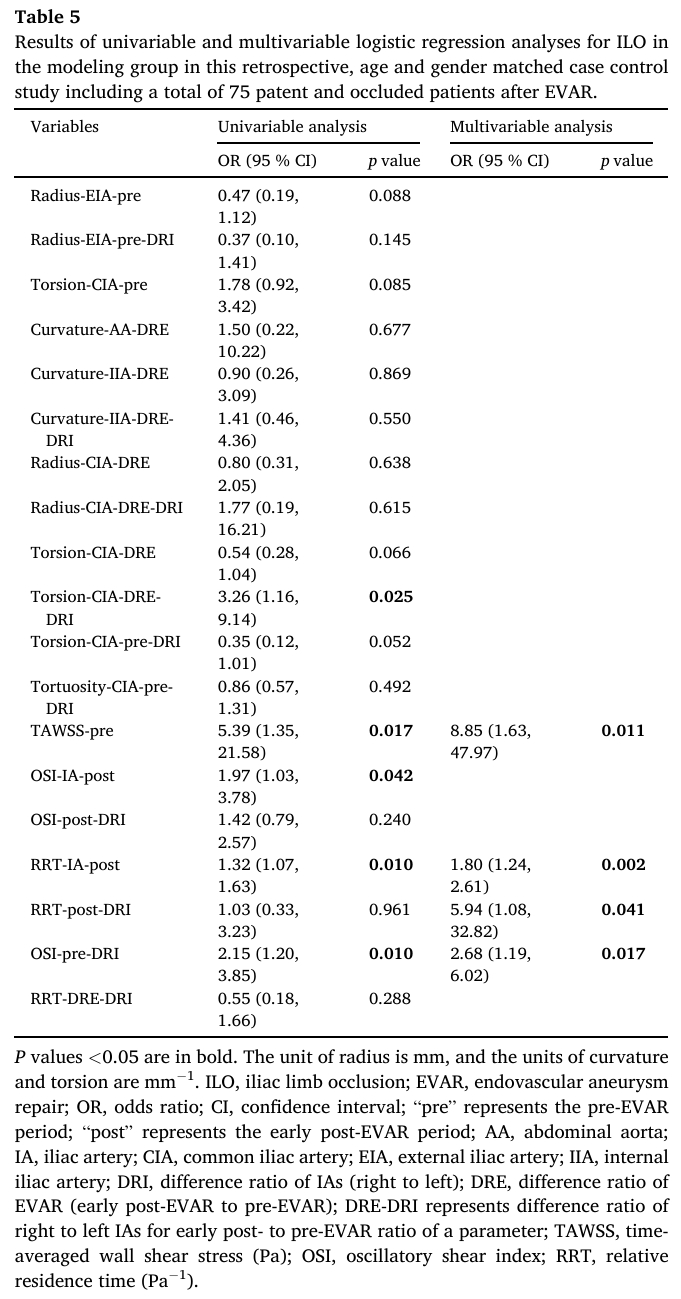 Table 5
Results of univariable and multivariable logistic regression analyses for ILO in
the modeling group in this retrospective, age and gender matched case control
study including a total of 75 patent and occluded patients after EVAR.
Variables Univariable analysis Multivariable analysis
OR (95 % CI) p value OR (95 % CI) p value
Radius-EIA-pre 0.47 (0.19, 0.088
1.12)
Radius-EIA-pre-DRI 0.37 (0.10, 0.145
1.41)
Torsion-CIA-pre 1.78 (0.92, 0.085
3.42)
Curvature-AA-DRE 1.50 (0.22, 0.677
10.22)
Curvature-IIA-DRE 0.90 (0.26, 0.869
3.09)
Curvature-IIA-DRE- 1.41 (0.46, 0.550
DRI 4.36)
Radius-CIA-DRE 0.80 (0.31, 0.638
2.05)
Radius-CIA-DRE-DRI 1.77 (0.19, 0.615
16.21)
Torsion-CIA-DRE 0.54 (0.28, 0.066
1.04)
Torsion-CIA-DRE- 3.26 (1.16, 0.025
DRI 9.14)
Torsion-CIA-pre-DRI 0.35 (0.12, 0.052
1.01)
Tortuosity-CIA-pre- 0.86 (0.57, 0.492
DRI 1.31)
TAWSS-pre 5.39 (1.35, 0.017 8.85 (1.63, 0.011
21.58) 47.97)
OSI-IA-post 1.97 (1.03, 0.042
3.78)
OSI-post-DRI 1.42 (0.79, 0.240
2.57)
RRT-IA-post 1.32 (1.07, 0.010 1.80 (1.24, 0.002
1.63) 2.61)
RRT-post-DRI 1.03 (0.33, 0.961 5.94 (1.08, 0.041
3.23) 32.82)
OSI-pre-DRI 2.15 (1.20, 0.010 2.68 (1.19, 0.017
3.85) 6.02)
RRT-DRE-DRI 0.55 (0.18, 0.288
1.66)
P values <0.05 are in bold. The unit of radius is mm, and the units of curvature
and torsion are mm⁻¹. ILO, iliac limb occlusion; EVAR, endovascular aneurysm
repair; OR, odds ratio; CI, confidence interval; “pre” represents the pre-EVAR
period; “post” represents the early post-EVAR period; AA, abdominal aorta;
IA, iliac artery; CIA, common iliac artery; EIA, external iliac artery; IIA, internal
iliac artery; DRI, difference ratio of IAs (right to left); DRE, difference ratio of
EVAR (early post-EVAR to pre-EVAR); DRE-DRI represents difference ratio of
right to left IAs for early post- to pre-EVAR ratio of a parameter; TAWSS, time-
averaged wall shear stress (Pa); OSI, oscillatory shear index; RRT, relative
residence time (Pa⁻¹).